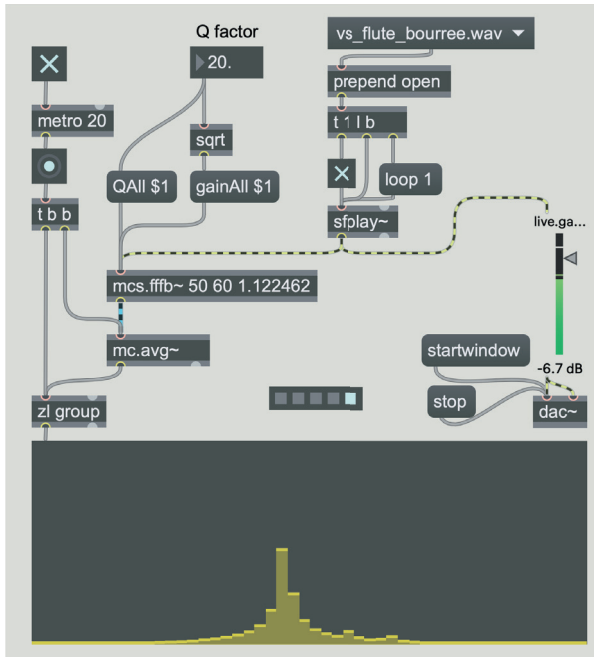 Q factor
20.
vs_flute_bourree.wav
prepend open
metro 20
sqrt
t 1 l b
QAll $1
gainAll $1
loop 1
t b b
sfplay~
live.ga...
mcs.fffb~ 50 60 1.122462
mc.avg~
startwindow
-6.7 dB
stop
zl group
dac~